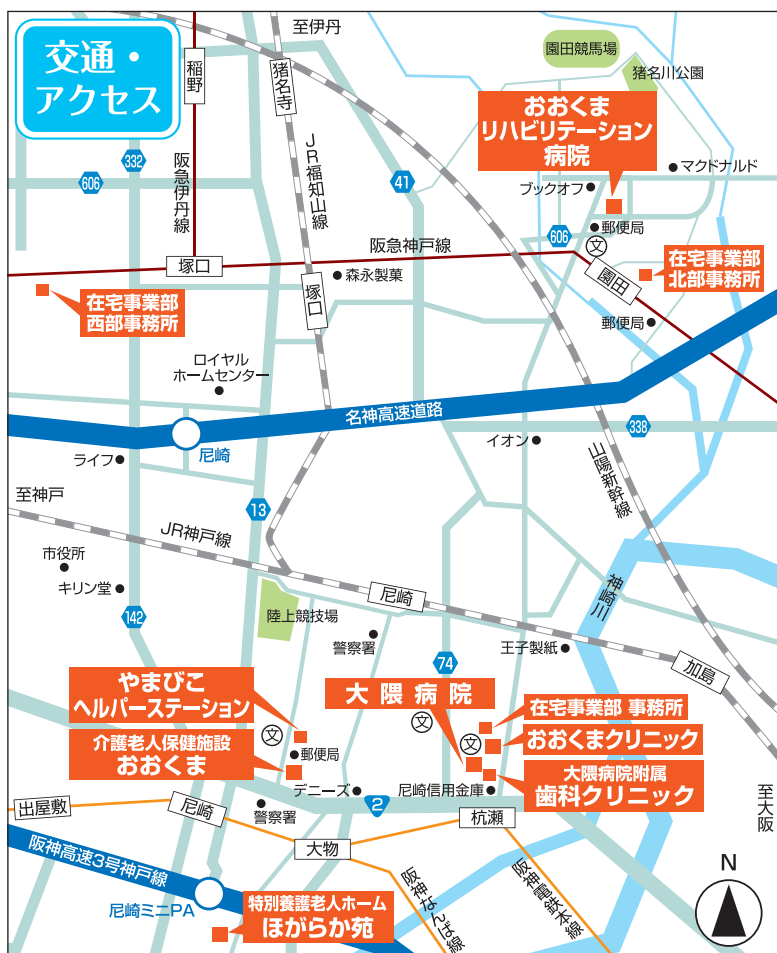 交通・
アクセス
至伊丹
園田競馬場
猪名川公園
稲野
猪名寺
おおくま
リハビリテーション
病院
マクドナルド
ブックオフ
332
606
阪急伊丹線
JR福知山線
41
606
郵便局
文
阪急神戸線
塚口
塚口
森永製菓
園田
在宅事業部
北部事務所
在宅事業部
西部事務所
郵便局
ロイヤル
ホームセンター
名神高速道路
尼崎
ライフ
イオン
338
山陽新幹線
至神戸
13
JR神戸線
市役所
キリン堂
尼崎
神崎川
142
陸上競技場
警察署
74
王子製紙
加島
やまびこ
ヘルパーステーション
大隈病院
在宅事業部 事務所
文
文
文
おおくまクリニック
郵便局
介護老人保健施設
おおくま
大隈病院附属
歯科クリニック
デニーズ
尼崎信用金庫
2
至大阪
出屋敷
尼崎
警察署
杭瀬
大物
阪神高速3号神戸線
阪神なんば線
阪神電鉄本線
N
尼崎ミニPA
特別養護老人ホーム
ほがらか苑